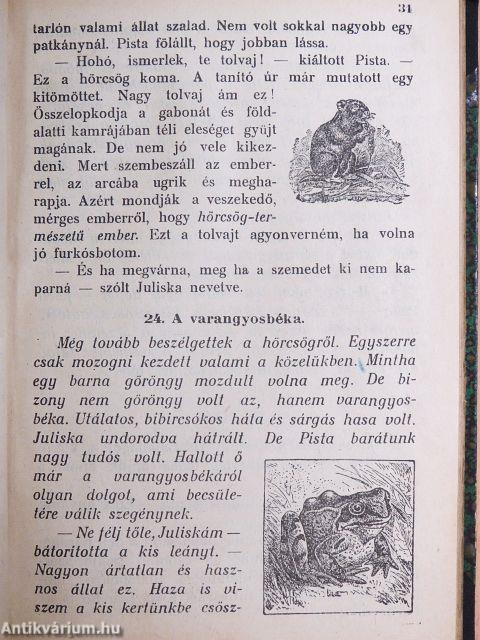 31
tarlón valami állat szalad. Nem volt sokkal nagyobb egy
patkánynál. Pista fölállt, hogy jobban lássa.
— Hohó, ismerlek, te tolvaj! — kiáltott Pista. —
Ez a hörcsög koma. A tanító úr már mutatott egy
kitömöttet. Nagy tolvaj ám ez!
Összelopkodja a gabonát és föld-
alatti kamrájában téli eleséget gyüjt
magának. De nem jó vele kikez-
deni. Mert szembeszáll az ember-
rel, az arcába ugrik és megha-
rapja. Azért mondják a veszekedő,
mérges emberről, hogy hörcsög-ter-
mészetű ember. Ezt a tolvajt agyonverném, ha volna
jó furkósbotom.
— És ha megvárna, meg ha a szemedet ki nem ka-
parná — szólt Juliska nevetve.
24. A varangyosbéka.
Még tovább beszélgettek a hörcsögről. Egyszerre
csak mozogni kezdett valami a közelükben. Mintha
egy barna göröngy mozdult volna meg. De bi-
zony nem göröngy volt az, hanem varangyos-
béka. Utálatos, bibircsókos háta és sárgás hasa volt.
Juliska undorodva hátrált. De Pista barátunk
nagy tudós volt. Hallott ő
már a varangyosbékáról
olyan dolgot, ami becsüle-
tére válik szegénynek.
— Ne félj tőle, Juliskám —
bátorította a kis leányt. —
Nagyon ártatlan és hasz-
nos állat ez. Haza is vi-
szem a kis kertünkbe csősz-
Antikvárium.hu